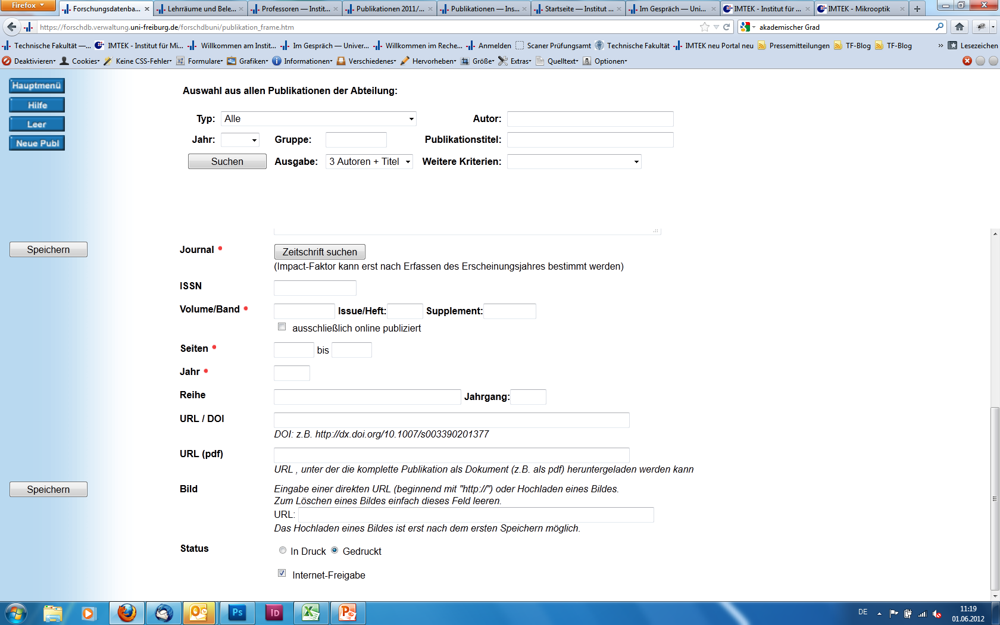 Firefox
Forschungsdatenba...
Lehrräume und Bele...
Professoren — Instit...
Publikationen 2011/...
Publikationen — Ins...
Startseite — Institut ...
Im Gespräch — Uni...
IMTEK - Institut für ...
IMTEK - Mikrooptik
https://forschdb.verwaltung.uni-freiburg.de/forschdbuni/publikation_frame.htm
akademischer Grad
Technische Fakultät —...
IMTEK - Institut für Mi...
Willkommen am Instit...
Im Gespräch — Univer...
Willkommen im Reche...
Anmelden
Scaner Prüfungsamt
Technische Fakultät
IMTEK neu Portal neu
Pressemitteilungen
TF-Blog
TF-Blog
»
Lesezeichen
Deaktivieren
Cookies
Keine CSS-Fehler
Formulare
Grafiken
Informationen
Verschiedenes
Hervorheben
Größe
Extras
Quelltext
Optionen
Hauptmenü
Hilfe
Leer
Neue Publ
Auswahl aus allen Publikationen der Abteilung:
Typ: Alle Autor:
Jahr: Gruppe: Publikationstitel:
Suchen Ausgabe: 3 Autoren + Titel Weitere Kriterien:
Speichern
Journal Zeitschrift suchen
(Impact-Faktor kann erst nach Erfassen des Erscheinungsjahres bestimmt werden)
ISSN
Volume/Band Issue/Heft: Supplement:
ausschließlich online publiziert
Seiten bis
Jahr
Reihe Jahrgang:
URL / DOI
DOI: z.B. http://dx.doi.org/10.1007/s003390201377
URL (pdf)
URL , unter der die komplette Publikation als Dokument (z.B. als pdf) heruntergeladen werden kann
Speichern
Bild Eingabe einer direkten URL (beginnend mit "http://") oder Hochladen eines Bildes.
Zum Löschen eines Bildes einfach dieses Feld leeren.
URL:
Das Hochladen eines Bildes ist erst nach dem ersten Speichern möglich.
Status In Druck Gedruckt
Internet-Freigabe
Ps
Id
DE
11:19
01.06.2012